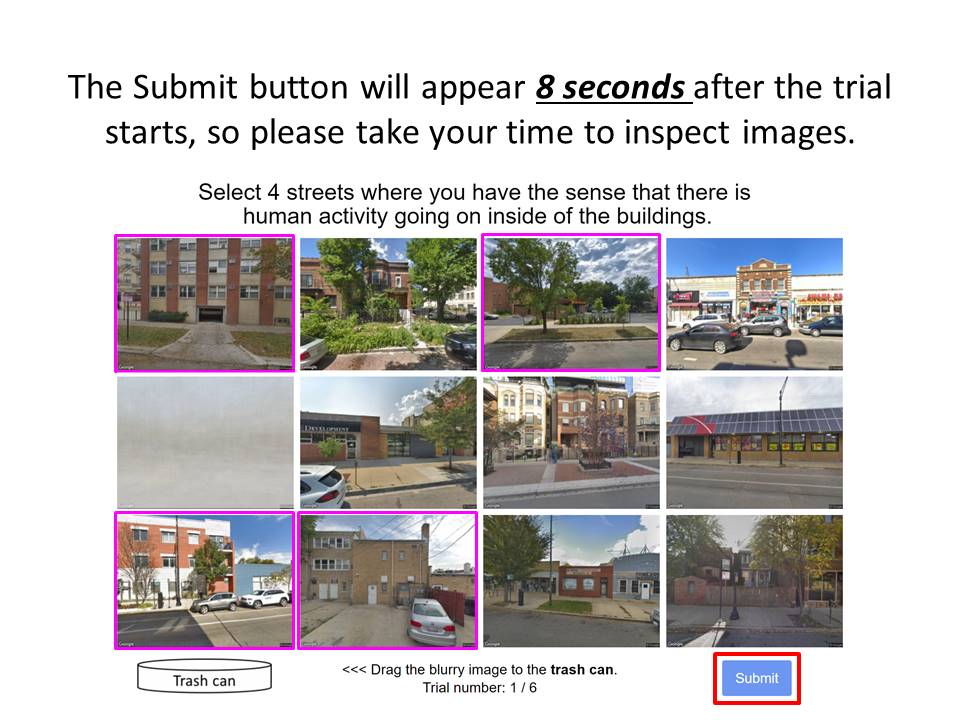 The Submit button will appear 8 seconds after the trial
starts, so please take your time to inspect images.
Select 4 streets where you have the sense that there is
human activity going on inside of the buildings.
DEVELOPMENT
Trash can
<<< Drag the blurry image to the trash can.
Trial number: 1 / 6
Submit